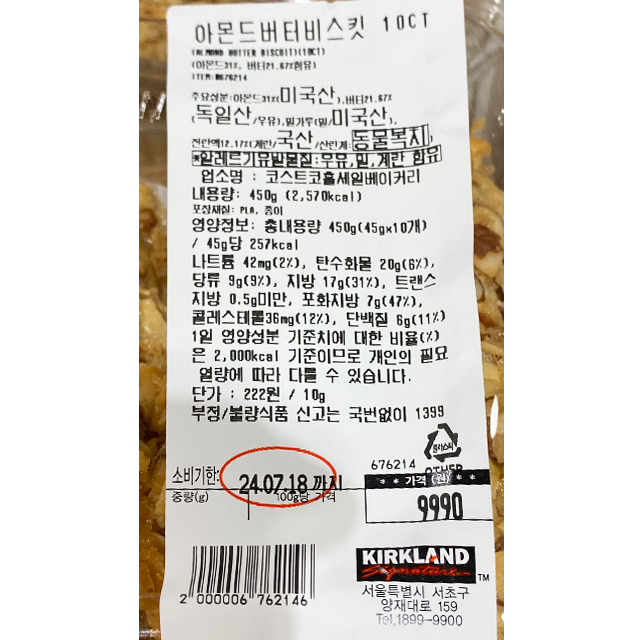 아몬드버터비스킷 10CT
(ALMOND BUTTER BISCUIT)(10CT)
(아몬드31%, 버터21.67%함유)
ITEM:B676214
주요성분:아몬드31%(미국산),버터21.67%
(독일산/우유),밀가루(밀/미국산),
전란액12.17%(계란/국산/산란계:동물복지)
*알레르기유발물질:우유,밀,계란 함유
업소명 : 코스트코홀세일베이커리
내용량: 450g (2,570kcal)
포장재질: PLA, 종이
영양정보: 총내용량 450g(45g×10개)
/ 45g당 257kcal
나트륨 42mg(2%), 탄수화물 20g(6%),
당류 9g(9%), 지방 17g(31%), 트랜스
지방 0.5g미만, 포화지방 7g(47%),
콜레스테롤36mg(12%), 단백질 6g(11%)
1일 영양성분 기준치에 대한 비율(%)
은 2,000kcal 기준이므로 개인의 필요
열량에 따라 다를 수 있습니다.
단가 : 222원 / 10g
부정/불량식품 신고는 국번없이 1399
플라스틱
676214 OTHER
소비기한: 24.07.18 까지
중량(g) 100g당 가격
** 가격 (원) **
9990
2 000006 762146
KIRKLAND
Signature™
서울특별시 서초구
양재대로 159
Tel,1899-9900